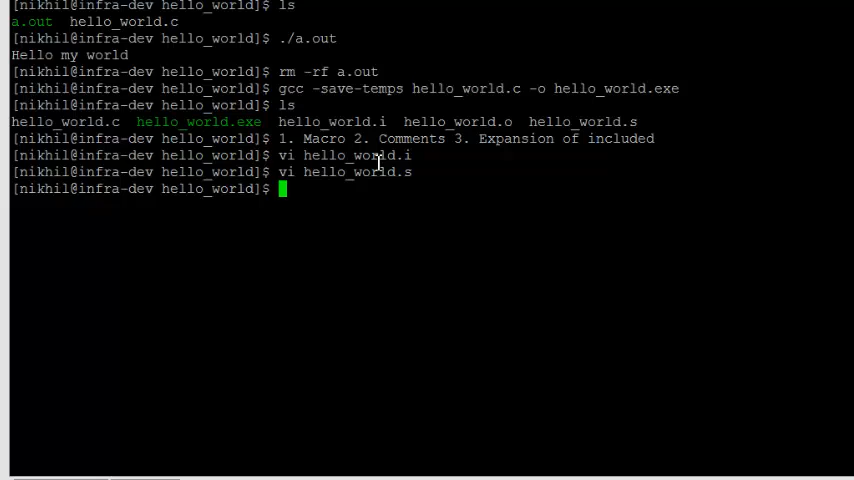 [nikhil@infra-dev hello_world]$ ls
a.out  hello_world.c
[nikhil@infra-dev hello_world]$ ./a.out
Hello my world
[nikhil@infra-dev hello_world]$ rm -rf a.out
[nikhil@infra-dev hello_world]$ gcc -save-temps hello_world.c -o hello_world.exe
[nikhil@infra-dev hello_world]$ ls
hello_world.c  hello_world.exe  hello_world.i  hello_world.o  hello_world.s
[nikhil@infra-dev hello_world]$ 1. Macro 2. Comments 3. Expansion of included
[nikhil@infra-dev hello_world]$ vi hello_world.i
[nikhil@infra-dev hello_world]$ vi hello_world.s
[nikhil@infra-dev hello_world]$